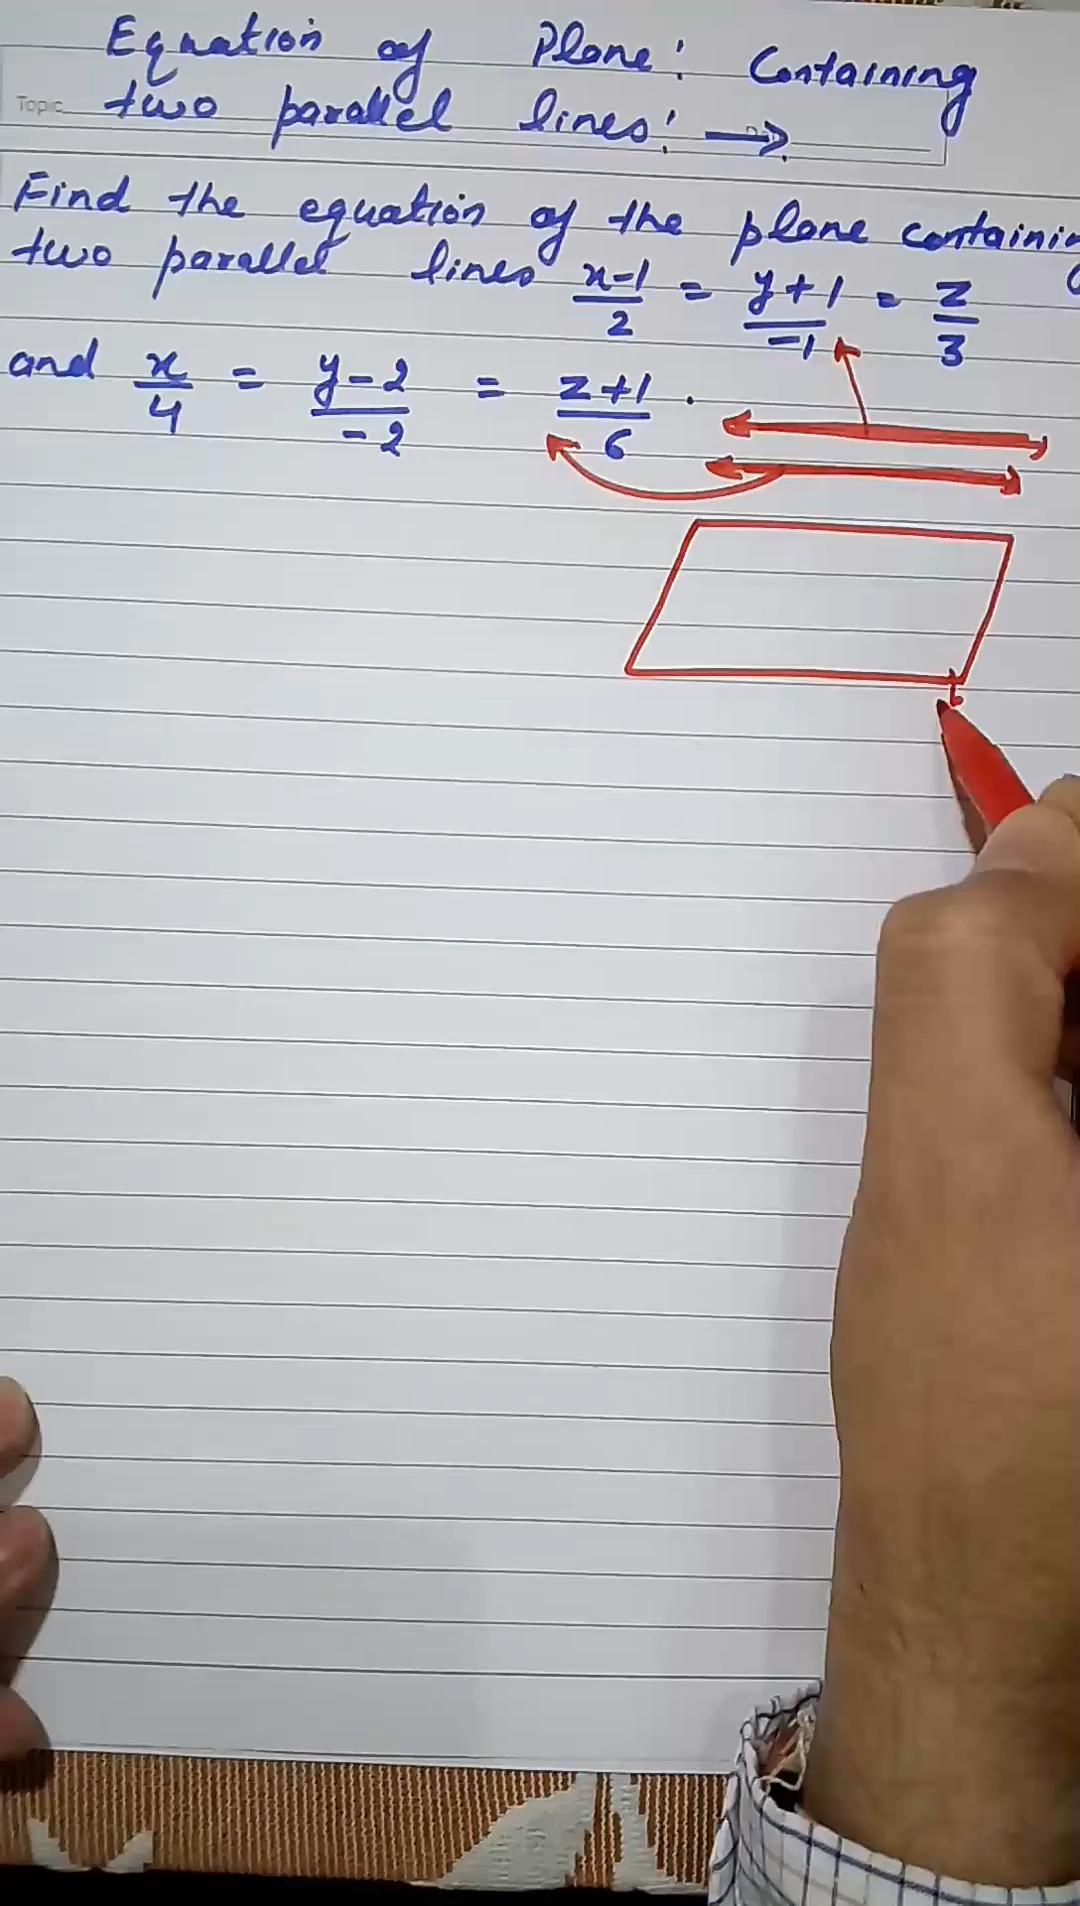 Equation of Plane: Containing
Topic two parallel lines: →
Find the equation of the plane containing
two parallel lines x-1/2 = y+1/-1 = z/3
and x/4 = y-2/-2 = z+1/6 .